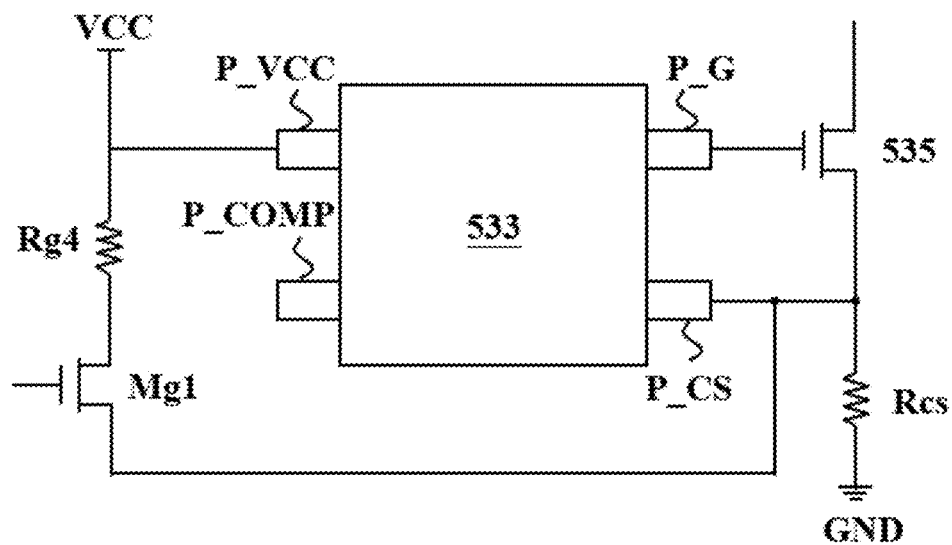 VCC
P_VCC
P_G
535
P_COMP
533
Rg4
Mg1
P_CS
Rcs
GND